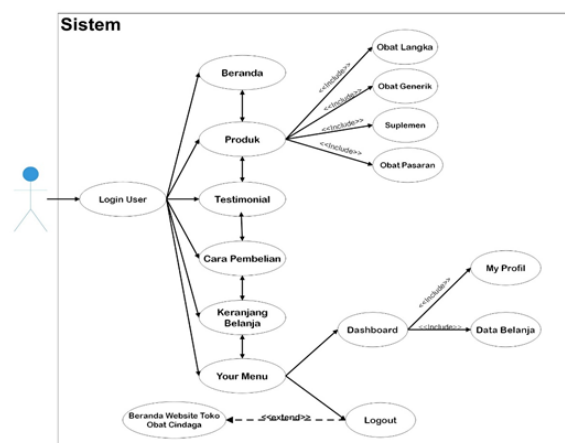 Sistem
Obat Langka
<<Include>>
Beranda
Obat Generik
<<Include>>
Produk
<<Include>>
Suplemen
<<Include>>
Obat Pasaran
Login User
Testimonial
Cara Pembelian
My Profil
<<Include>>
Keranjang
Belanja
Dashboard
<<Include>>
Data Belanja
Your Menu
Beranda Website Toko
Obat Cindaga
<<extend>>
Logout